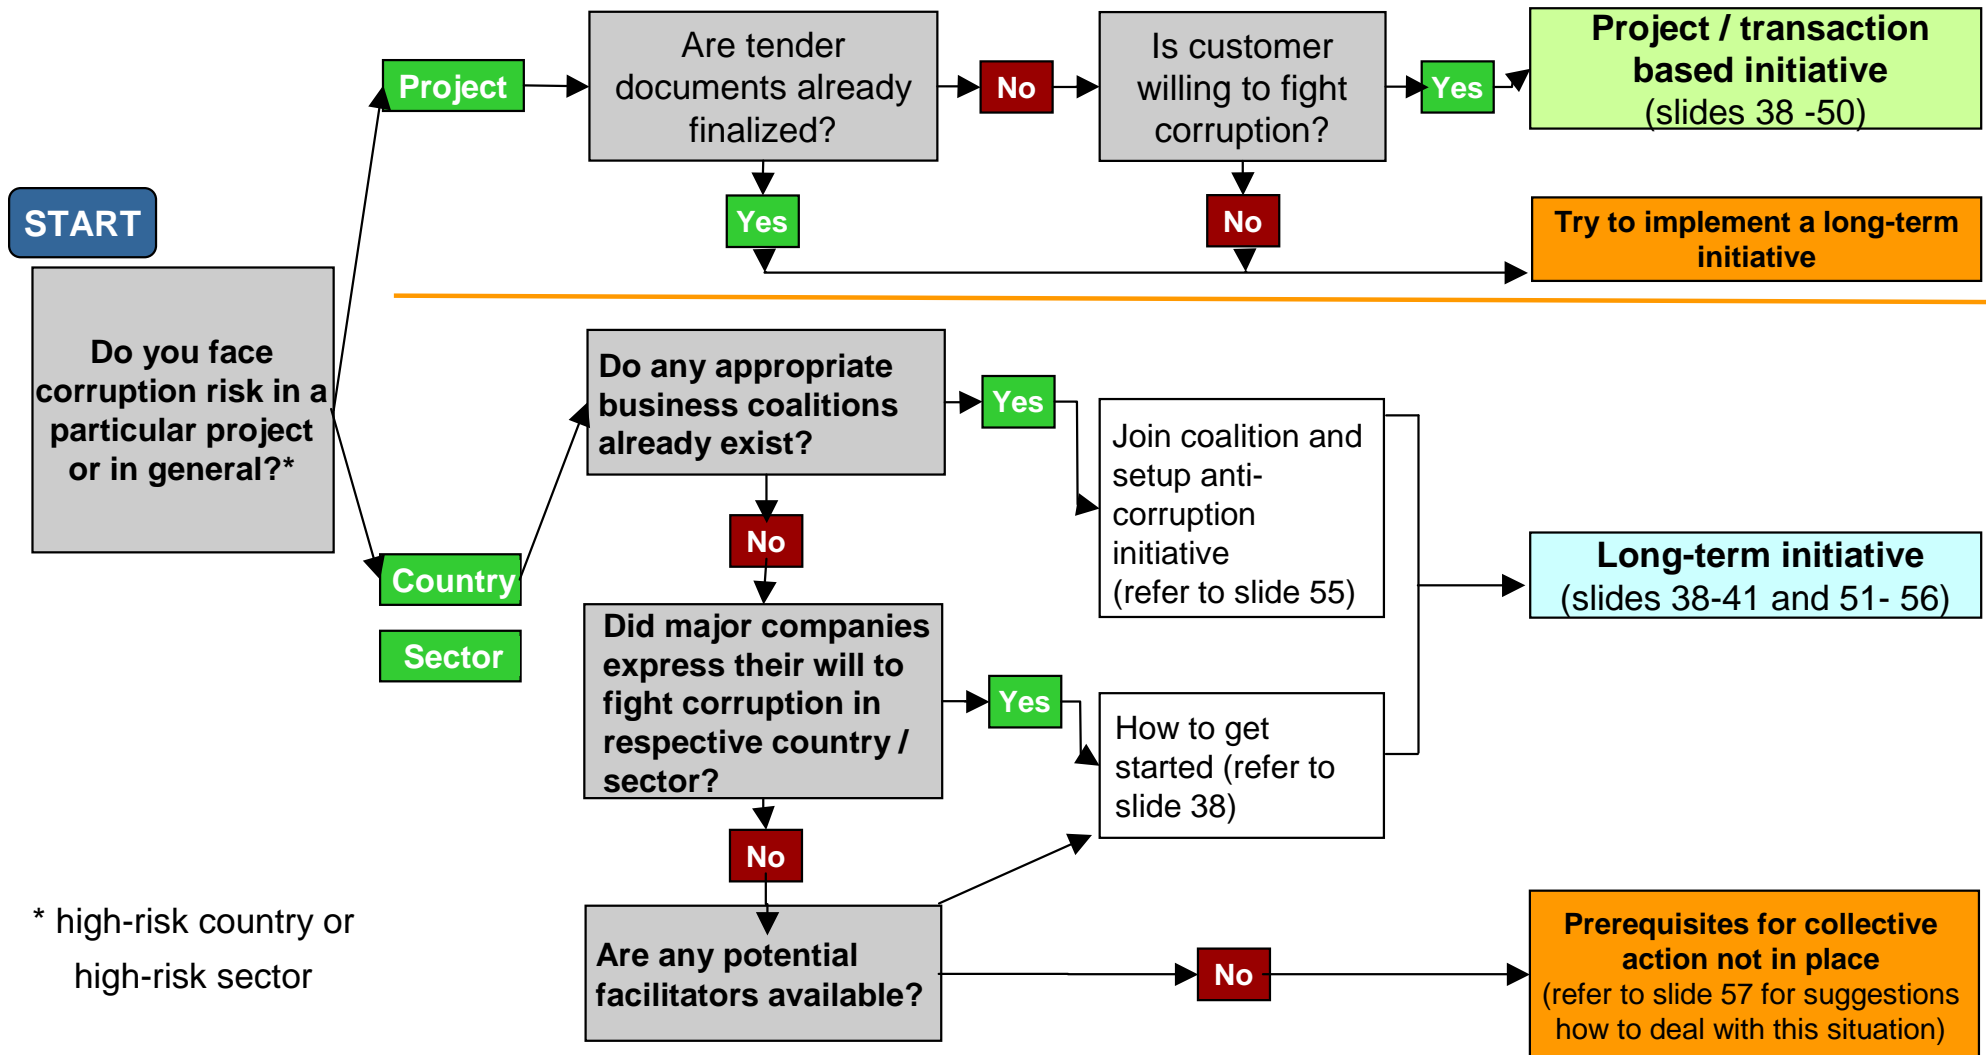 START
Do you face
corruption risk in a
particular project
or in general?*
Project
Are tender
documents already
finalized?
No
Is customer
willing to fight
corruption?
Yes
Project / transaction
based initiative
(slides 38 -50)
Yes
No
Try to implement a long-term
initiative
Country
Sector
Do any appropriate
business coalitions
already exist?
Yes
Join coalition and
setup anti-
corruption
initiative
(refer to slide 55)
No
Long-term initiative
(slides 38-41 and 51- 56)
Did major companies
express their will to
fight corruption in
respective country /
sector?
Yes
How to get
started (refer to
slide 38)
No
Are any potential
facilitators available?
No
Prerequisites for collective
action not in place
(refer to slide 57 for suggestions
how to deal with this situation)
* high-risk country or
high-risk sector